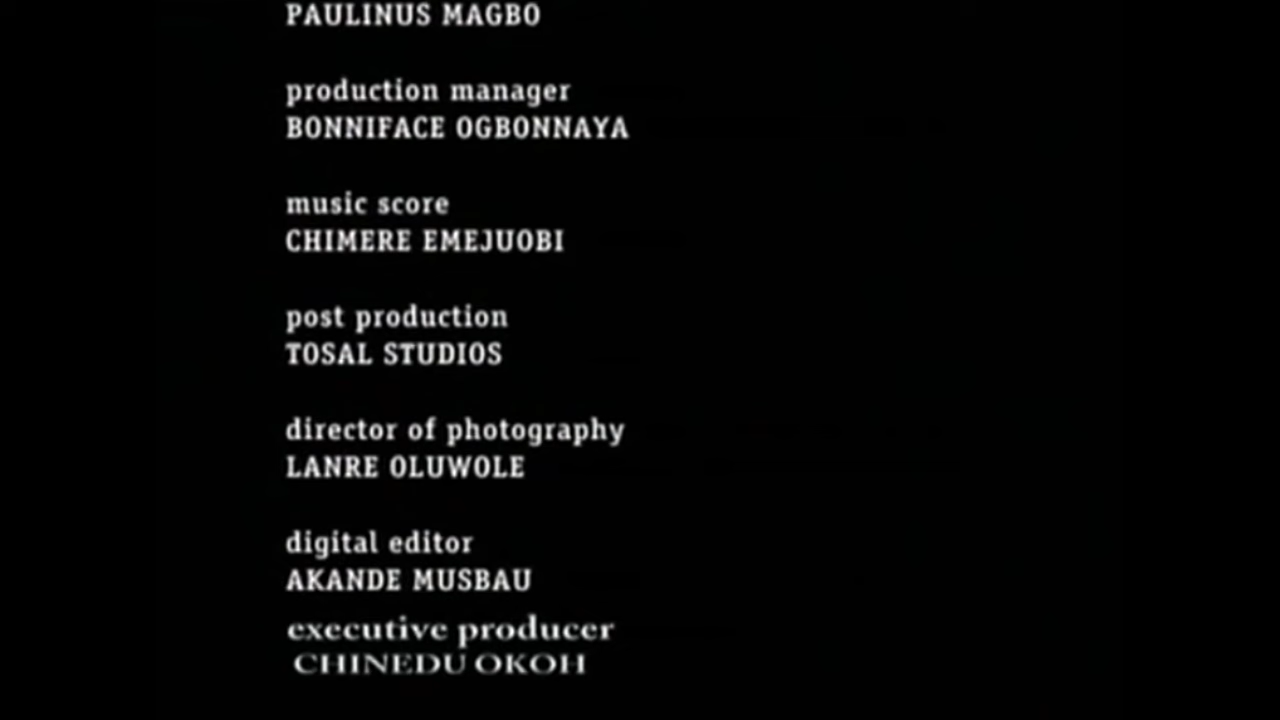 PAULINUS MAGBO
production manager
BONNIFACE OGBONNAYA
music score
CHIMERE EMEJUOBI
post production
TOSAL STUDIOS
director of photography
LANRE OLUWOLE
digital editor
AKANDE MUSBAU
executive producer
CHINEDU OKOH